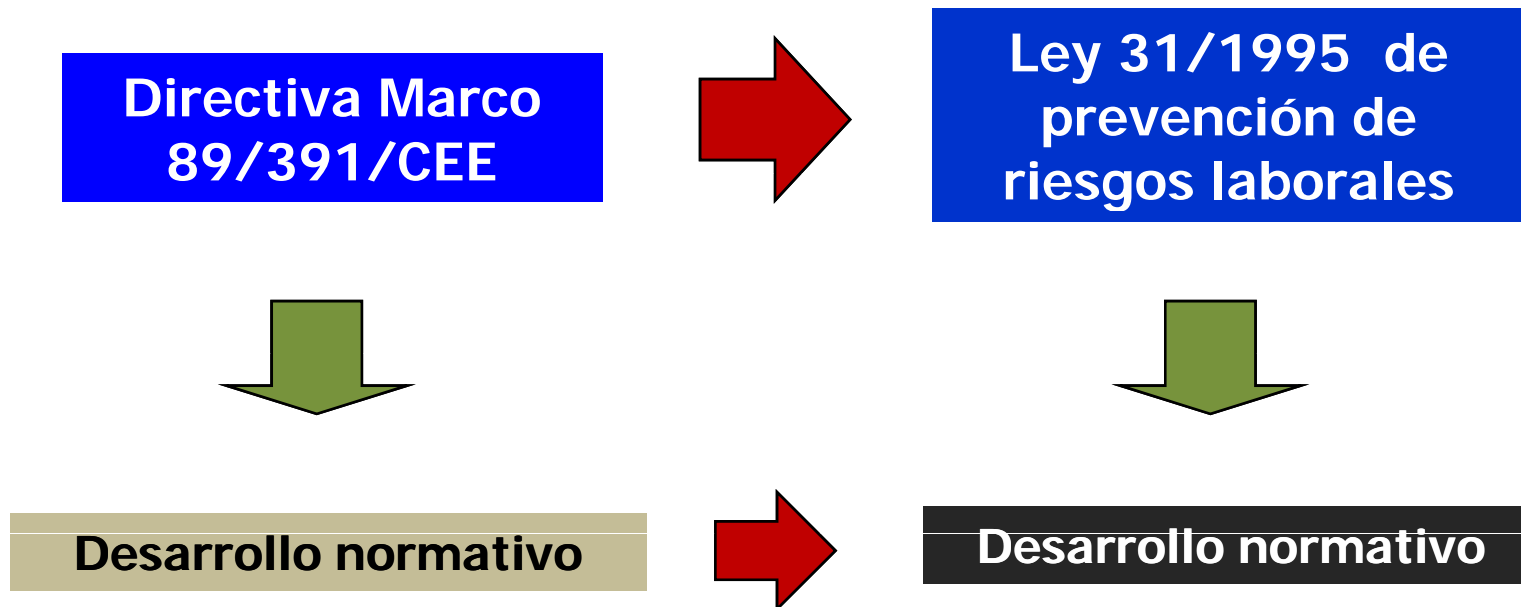 Directiva Marco
89/391/CEE
Ley 31/1995 de
prevención de
riesgos laborales
Desarrollo normativo
Desarrollo normativo